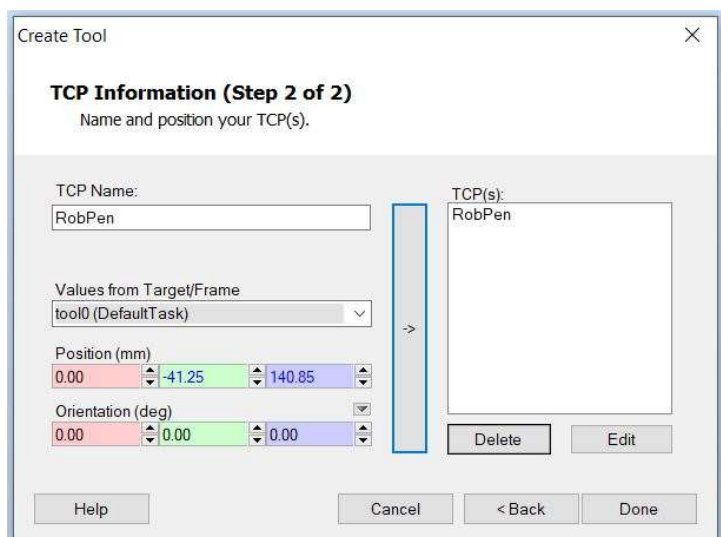 Create Tool
TCP Information (Step 2 of 2)
Name and position your TCP(s).
TCP Name:
RobPen
Values from Target/Frame
tool0 (DefaultTask)
Position (mm)
0.00 -41.25 140.85
Orientation (deg)
0.00 0.00 0.00
->
TCP(s):
RobPen
Delete Edit
Help Cancel < Back Done